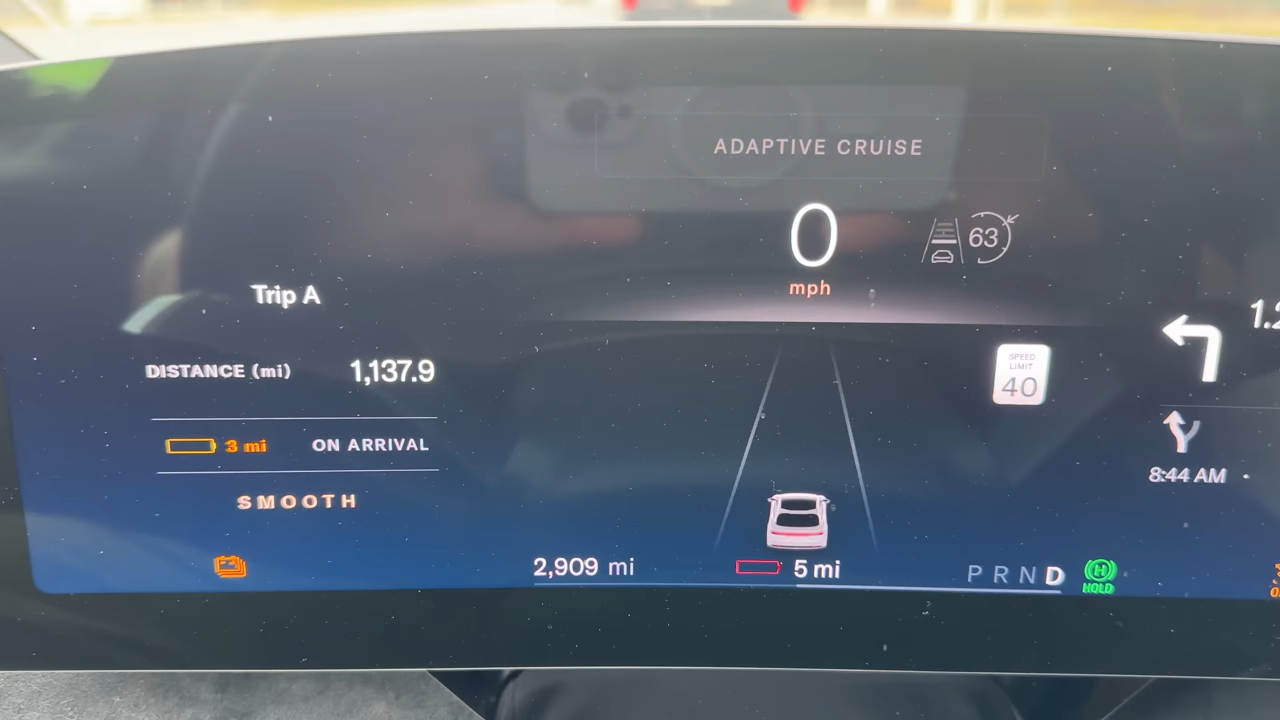 ADAPTIVE CRUISE
0
mph
63
Trip A
DISTANCE (mi) 1,137.9
3 mi ON ARRIVAL
SMOOTH
SPEED
LIMIT
40
8:44 AM
2,909 mi
5 mi
P R N D
H
HOLD